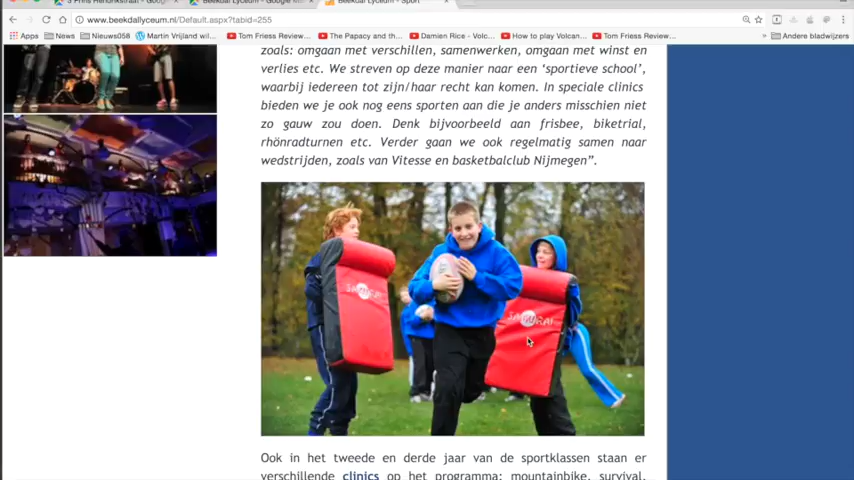 Beekdal Lyceum - Sport
www.beekdallyceum.nl/Default.aspx?tabid=255
Apps News Nieuws058 Martin Vrijland wil... Tom Friess Review... The Papacy and th... Damien Rice - Volc... How to play Volcan... Tom Friess Review... » Andere bladwijzers
zoals: omgaan met verschillen, samenwerken, omgaan met winst en
verlies etc. We streven op deze manier naar een ‘sportieve school’,
waarbij iedereen tot zijn/haar recht kan komen. In speciale clinics
bieden we je ook nog eens sporten aan die je anders misschien niet
zo gauw zou doen. Denk bijvoorbeeld aan frisbee, biketrial,
rhönradturnen etc. Verder gaan we ook regelmatig samen naar
wedstrijden, zoals van Vitesse en basketbalclub Nijmegen”.
SAMURAI
SAMURAI
Ook in het tweede en derde jaar van de sportklassen staan er
verschillende clinics op het programma: mountainbike, survival,